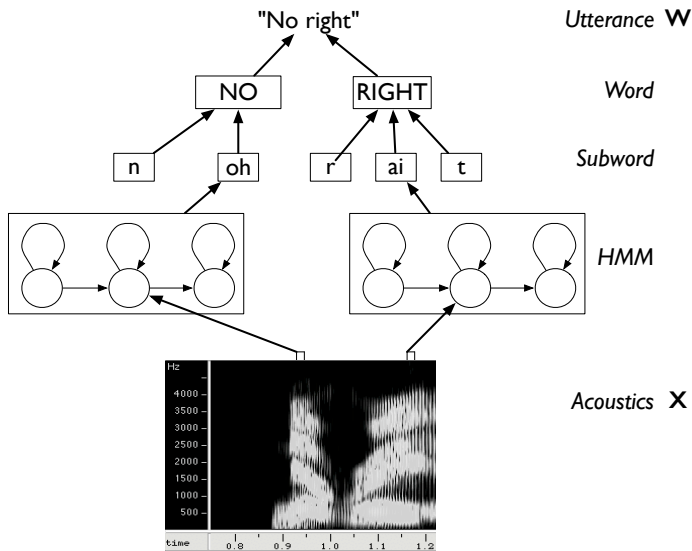 "No right"
Utterance W
NO
RIGHT
Word
n
oh
r
ai
t
Subword
HMM
Acoustics X
Hz
4000
3500
3000
2500
2000
1500
1000
500
time 0.8 0.9 1.0 1.1 1.2